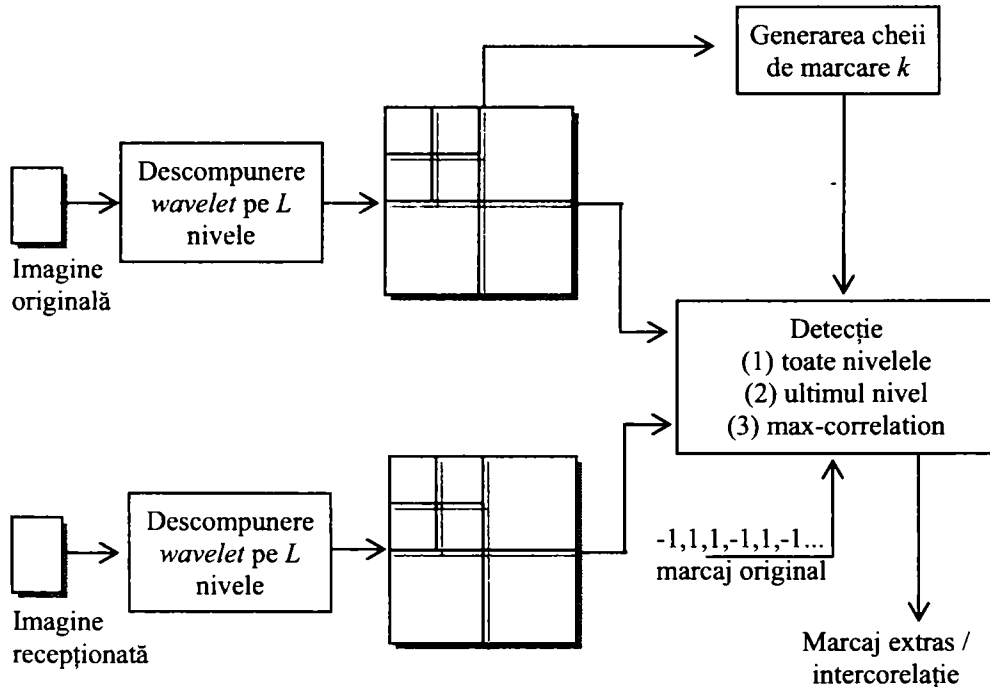 Generarea cheii
de marcare k
Descompunere
wavelet pe L
nivele
Imagine
originală
Detecție
(1) toate nivelele
(2) ultimul nivel
(3) max-correlation
Descompunere
wavelet pe L
nivele
-1,1,1,-1,1,-1...
marcaj original
Imagine
recepționată
Marcaj extras /
intercorelație